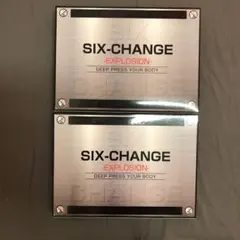 SIX-CHANGE
-EXPLOSION-
DEEP PRESS YOUR BODY
SIX-CHANGE
-EXPLOSION-
DEEP PRESS YOUR BODY